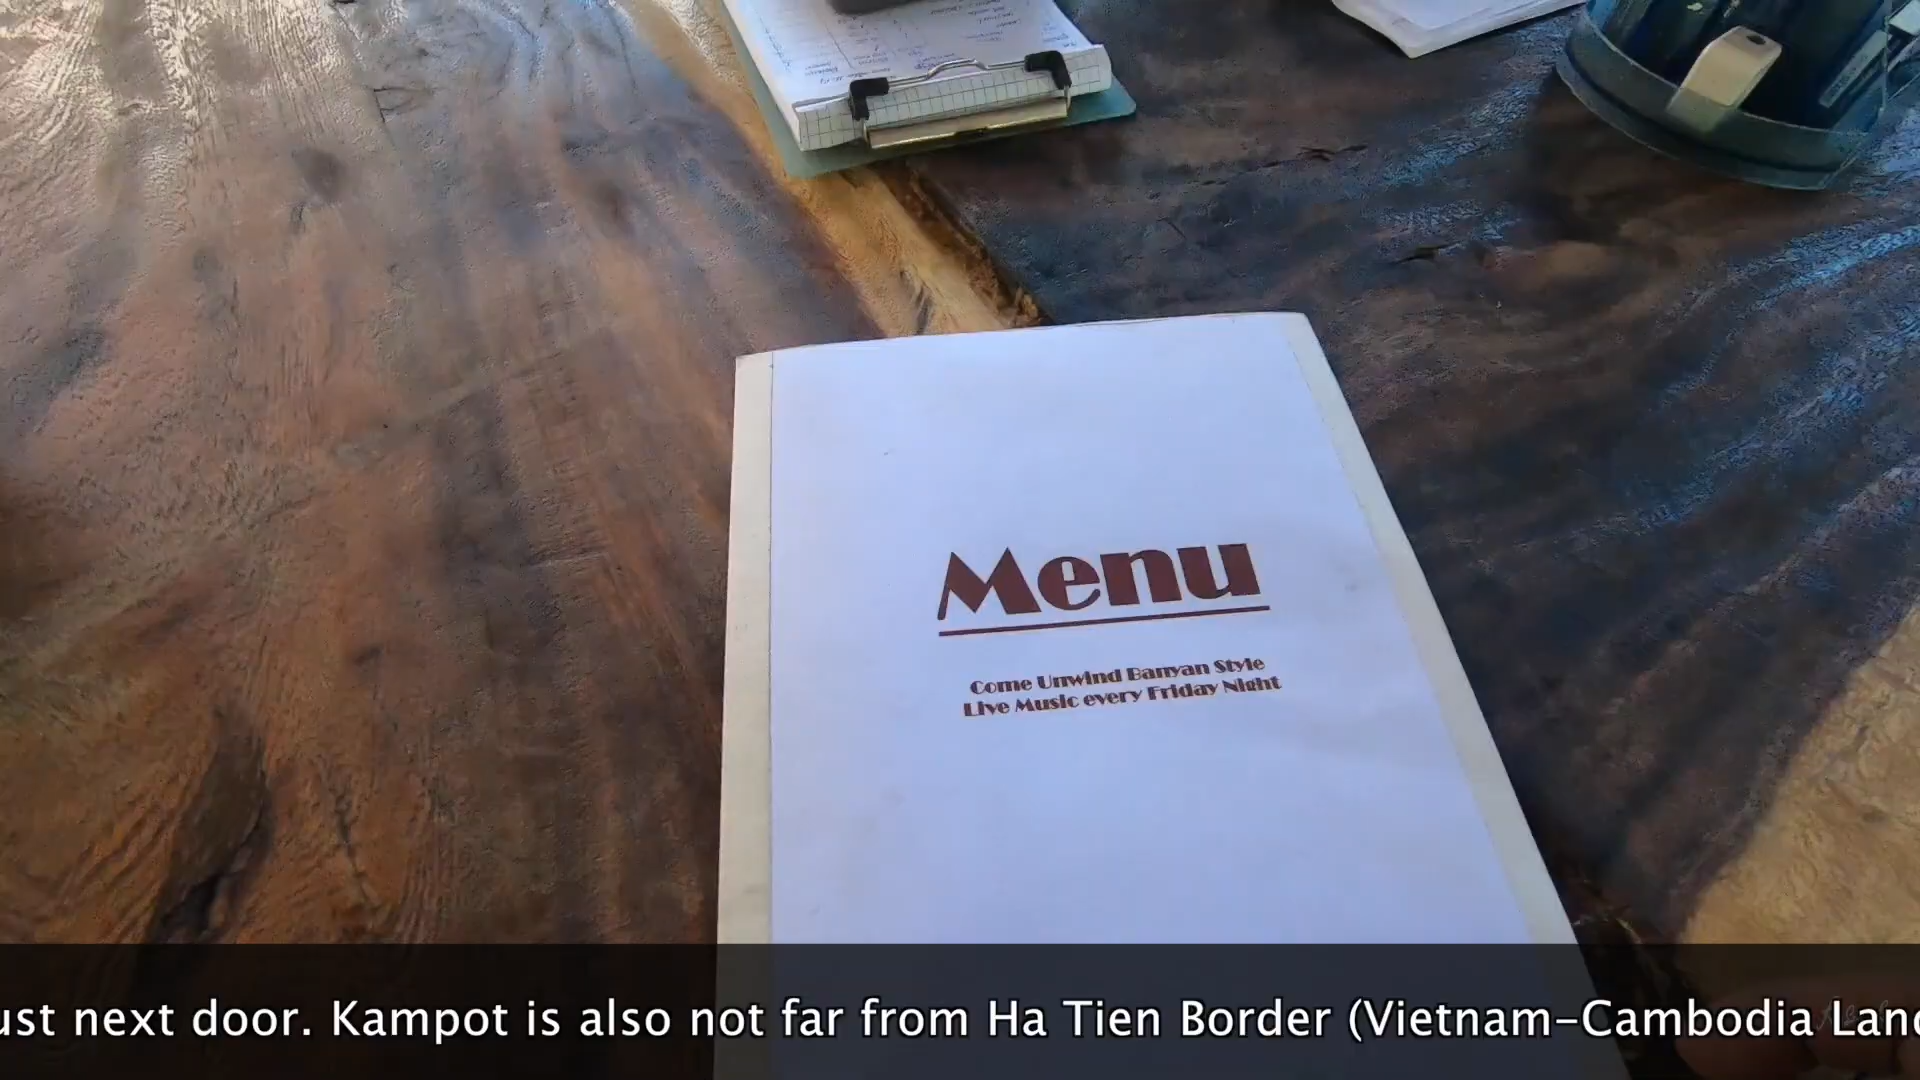 Menu
Come Unwind Banyan Style
Live Music every Friday Night
ust next door. Kampot is also not far from Ha Tien Border (Vietnam-Cambodia Land